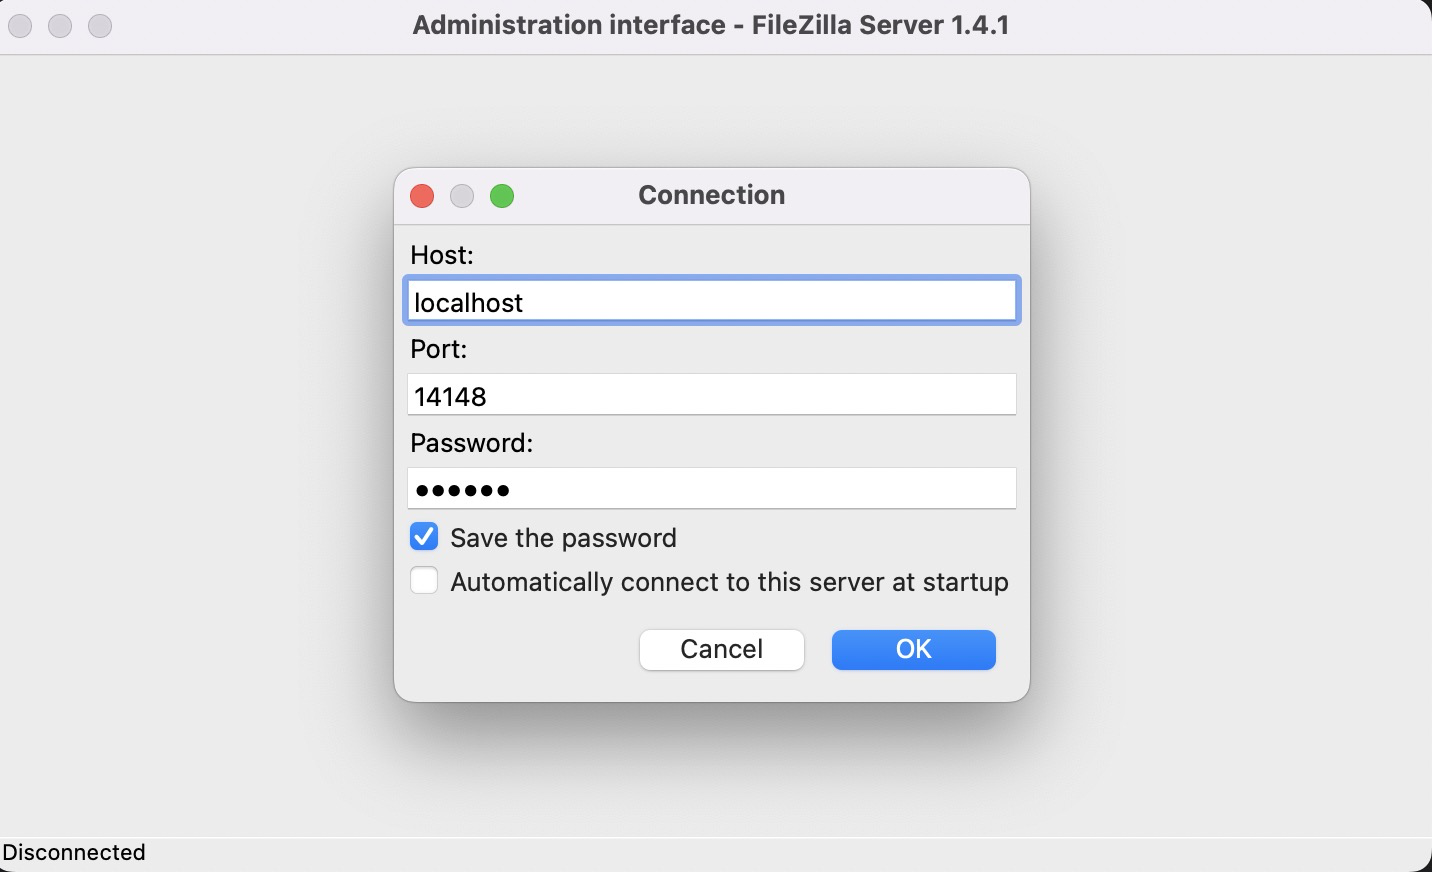 Administration interface - FileZilla Server 1.4.1
Connection
Host:
localhost
Port:
14148
Password:
••••••
Save the password
Automatically connect to this server at startup
Cancel
OK
Disconnected